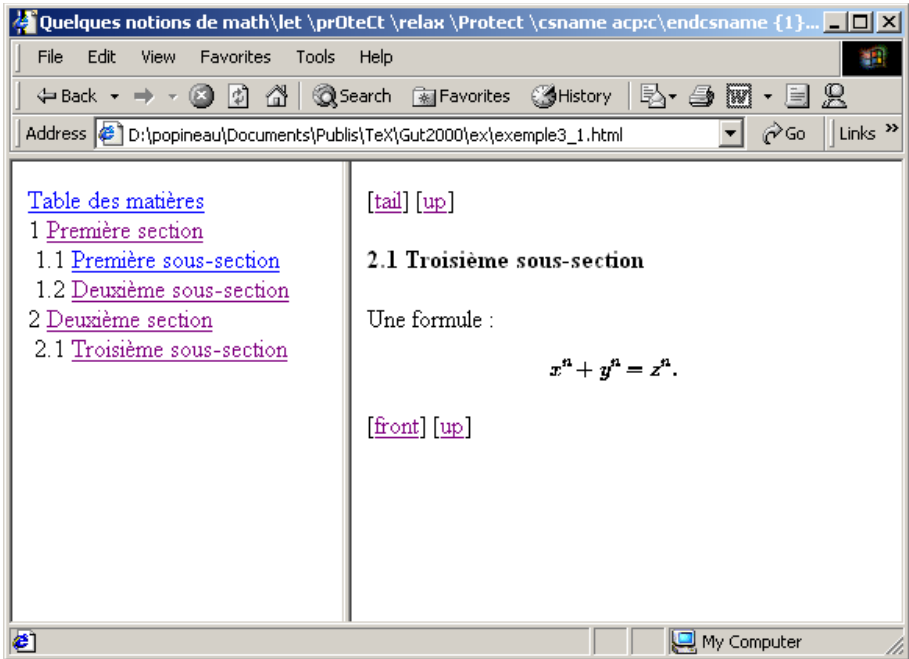 Quelques notions de math\let \prOteCt \relax \Protect \csname acp:c\endcsname {1}...
File Edit View Favorites Tools Help
Back Search Favorites History
Address D:\popineau\Documents\Publis\TeX\Gut2000\ex\exemple3_1.html Go Links »
Table des matières
1 Première section
1.1 Première sous-section
1.2 Deuxième sous-section
2 Deuxième section
2.1 Troisième sous-section
[tail] [up]
2.1 Troisième sous-section
Une formule :
xⁿ + yⁿ = zⁿ.
[front] [up]
My Computer